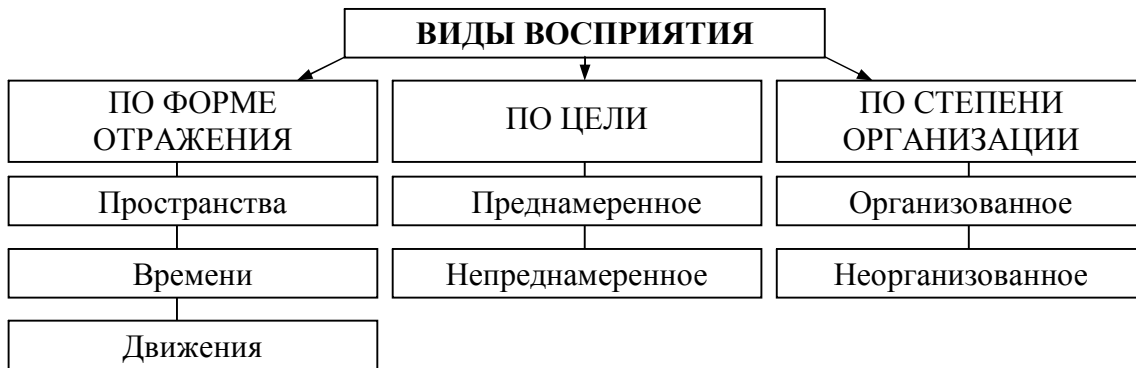 ВИДЫ ВОСПРИЯТИЯ
ПО ФОРМЕ
ОТРАЖЕНИЯ
Пространства
Времени
Движения
ПО ЦЕЛИ
Преднамеренное
Непреднамеренное
ПО СТЕПЕНИ
ОРГАНИЗАЦИИ
Организованное
Неорганизованное